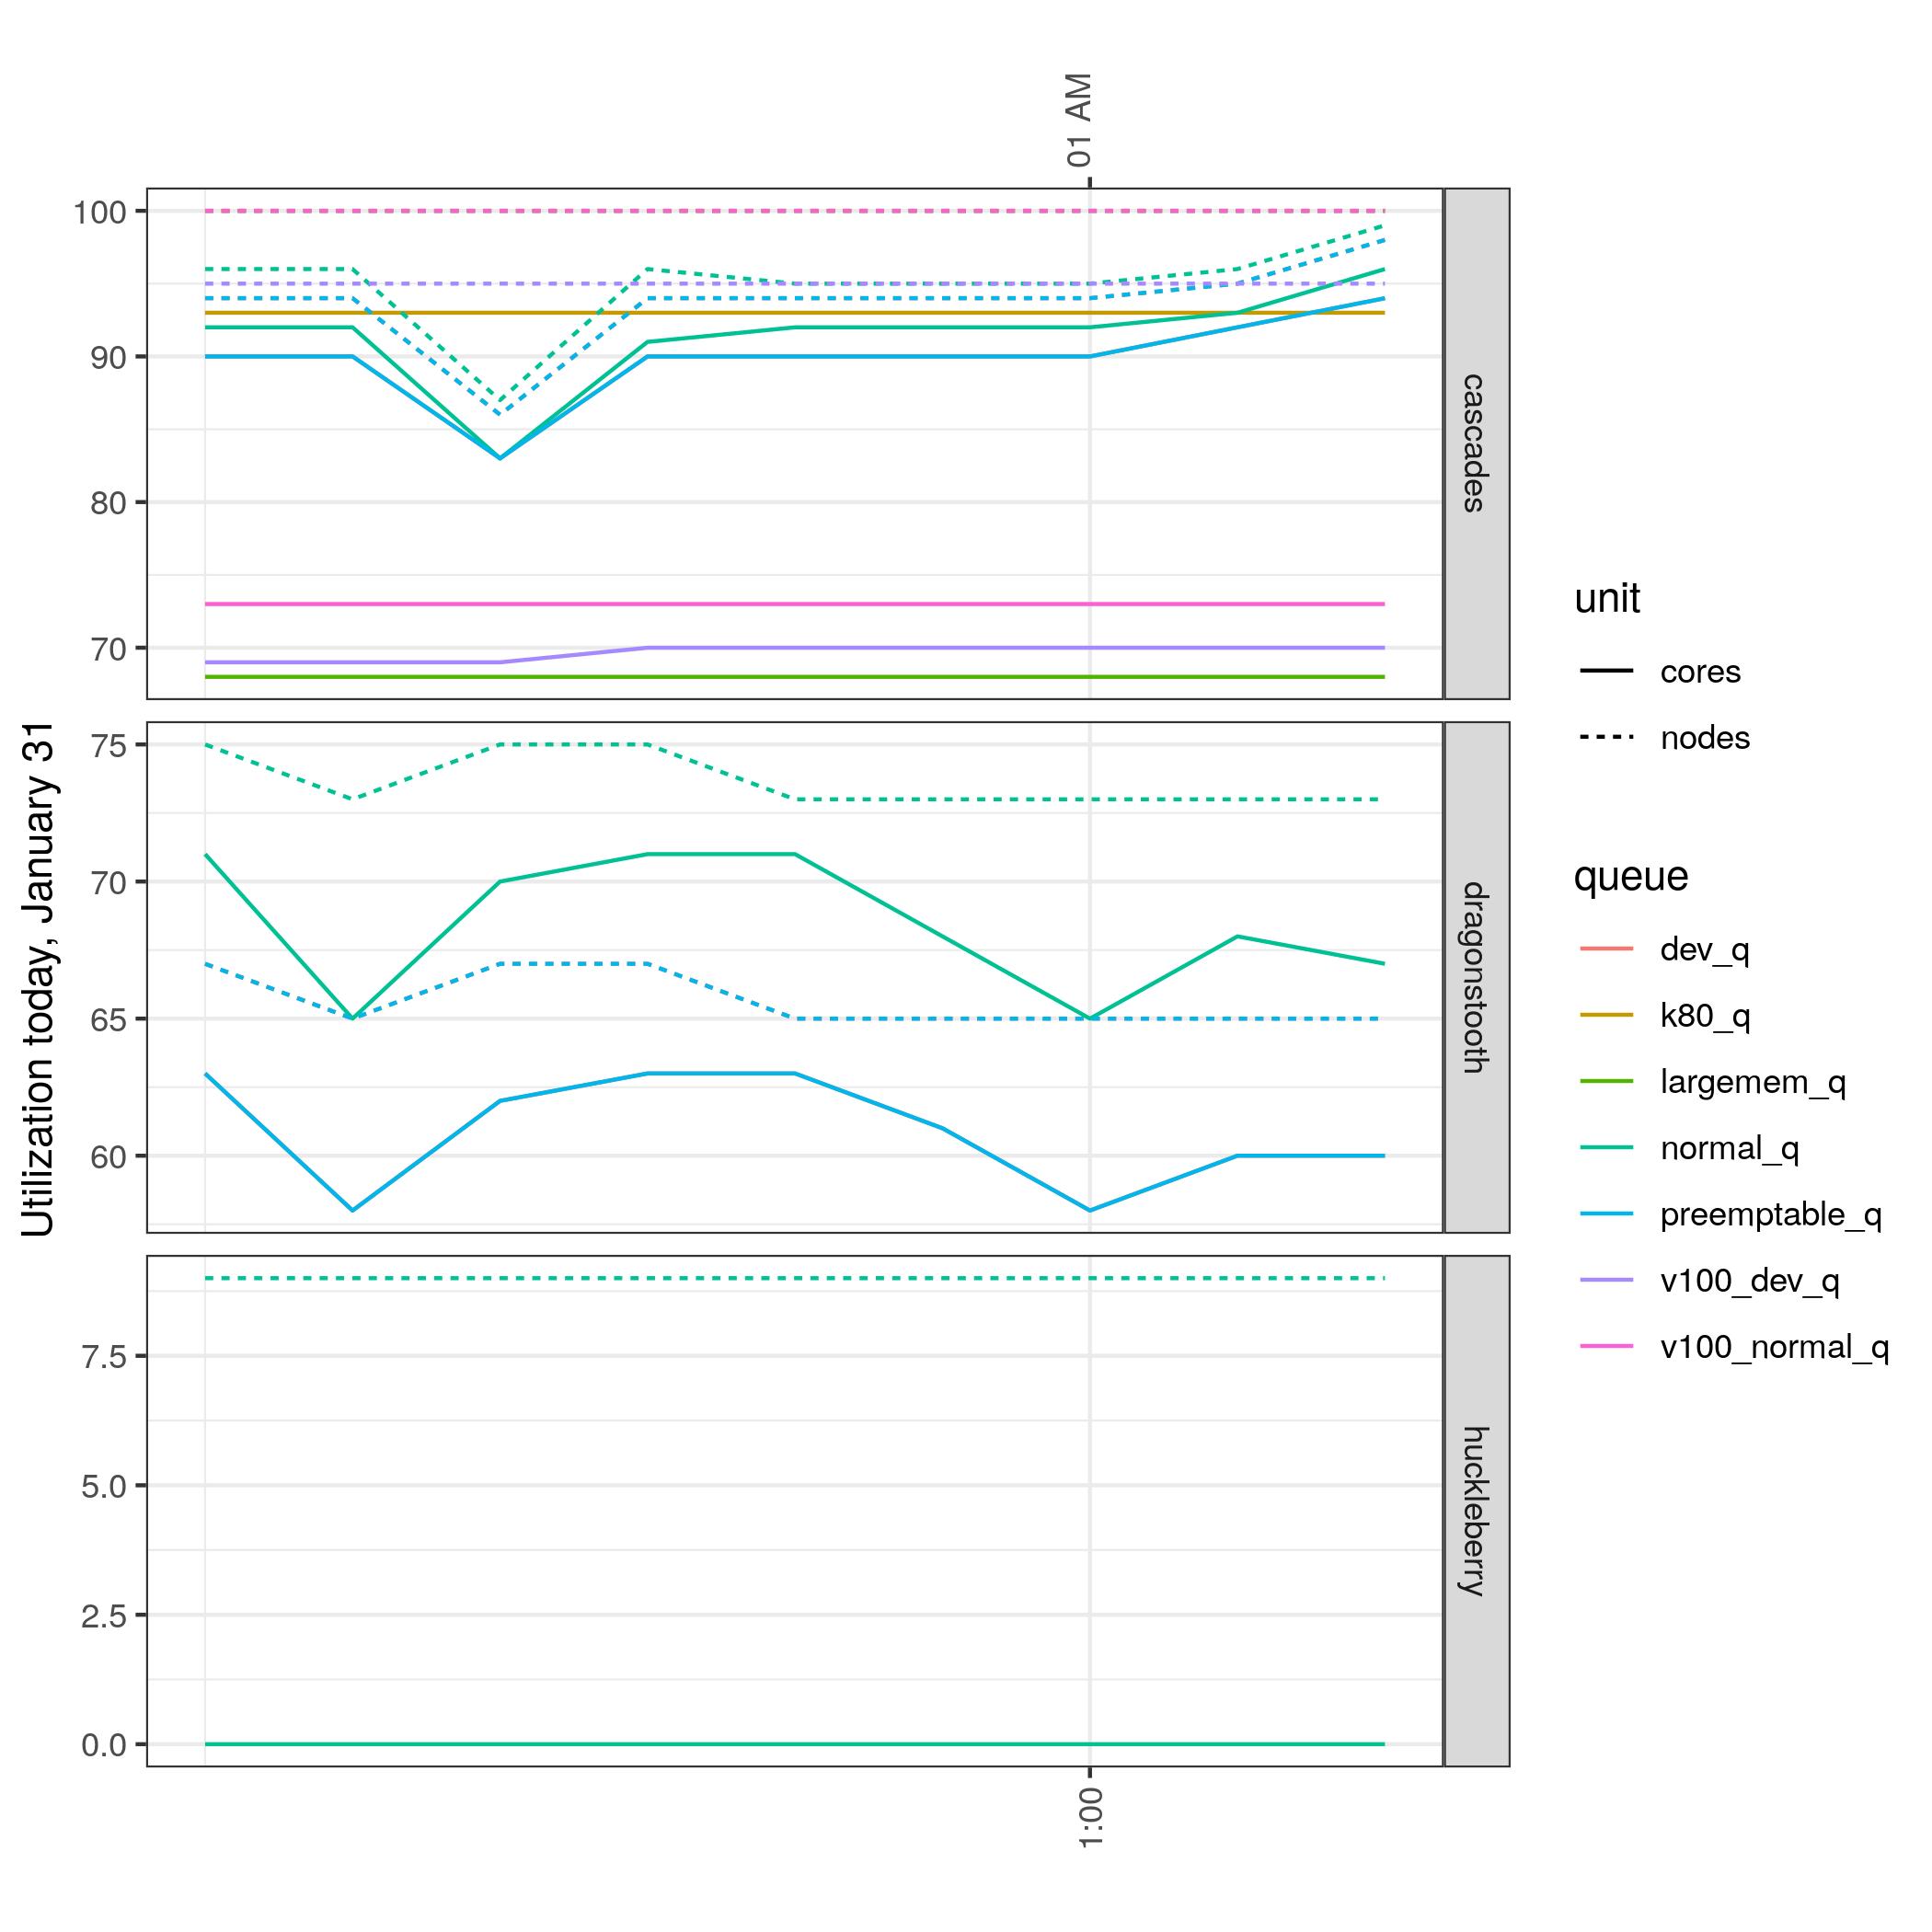 01 AM
Utilization today, January 31
100
90
80
70
cascades
75
70
65
60
dragonstooth
7.5
5.0
2.5
0.0
huckleberry
1:00
unit
cores
nodes
queue
dev_q
k80_q
largemem_q
normal_q
preemptable_q
v100_dev_q
v100_normal_q